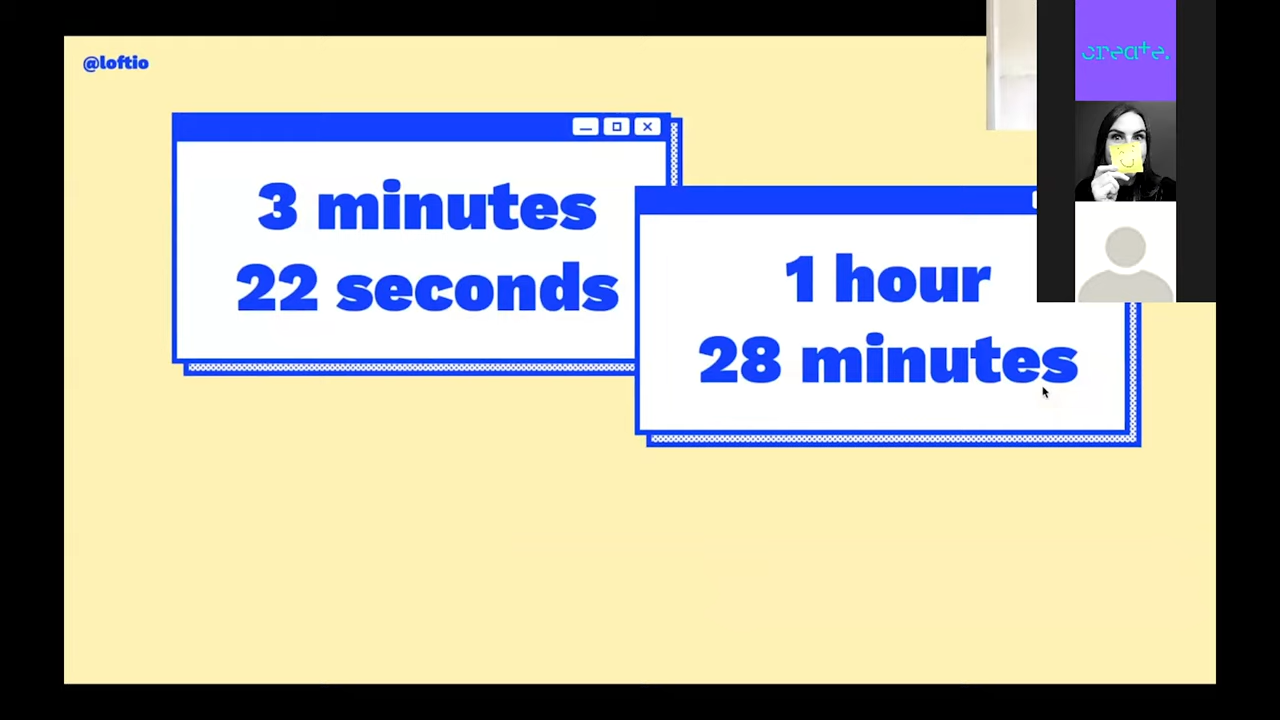 @loftio
3 minutes
22 seconds
1 hour
28 minutes
create.